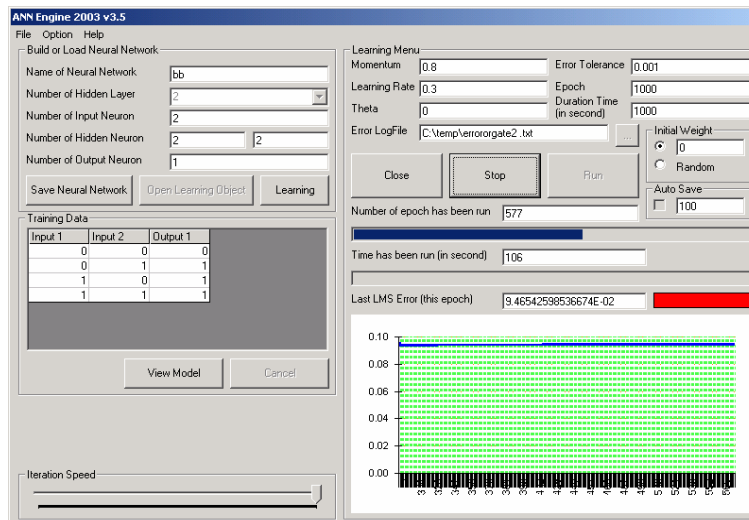 ANN Engine 2003 v3.5
File Option Help
Build or Load Neural Network
Name of Neural Network bb
Number of Hidden Layer 2
Number of Input Neuron 2
Number of Hidden Neuron 2 2
Number of Output Neuron 1
Save Neural Network Open Learning Object Learning
Training Data
Input 1 Input 2 Output 1
0 0 0
0 1 1
1 0 1
1 1 1
View Model Cancel
Iteration Speed
Learning Menu
Momentum 0.8 Error Tolerance 0.001
Learning Rate 0.3 Epoch 1000
Theta 0 Duration Time (in second) 1000
Error LogFile C:\temp\errororgate2 .txt ...
Initial Weight
0
Random
Close Stop Run
Auto Save
100
Number of epoch has been run 577
Time has been run (in second) 106
Last LMS Error (this epoch) 9.46542598536674E-02
0.10
0.08
0.06
0.04
0.02
0.00